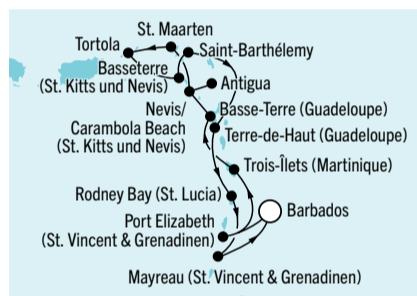 St. Maarten
Tortola
Saint-Barthélemy
Basseterre
(St. Kitts und Nevis)
Antigua
Nevis/
Carambola Beach
(St. Kitts und Nevis)
Basse-Terre (Guadeloupe)
Terre-de-Haut (Guadeloupe)
Trois-Îlets (Martinique)
Rodney Bay (St. Lucia)
Port Elizabeth
(St. Vincent & Grenadinen)
Barbados
Mayreau (St. Vincent & Grenadinen)